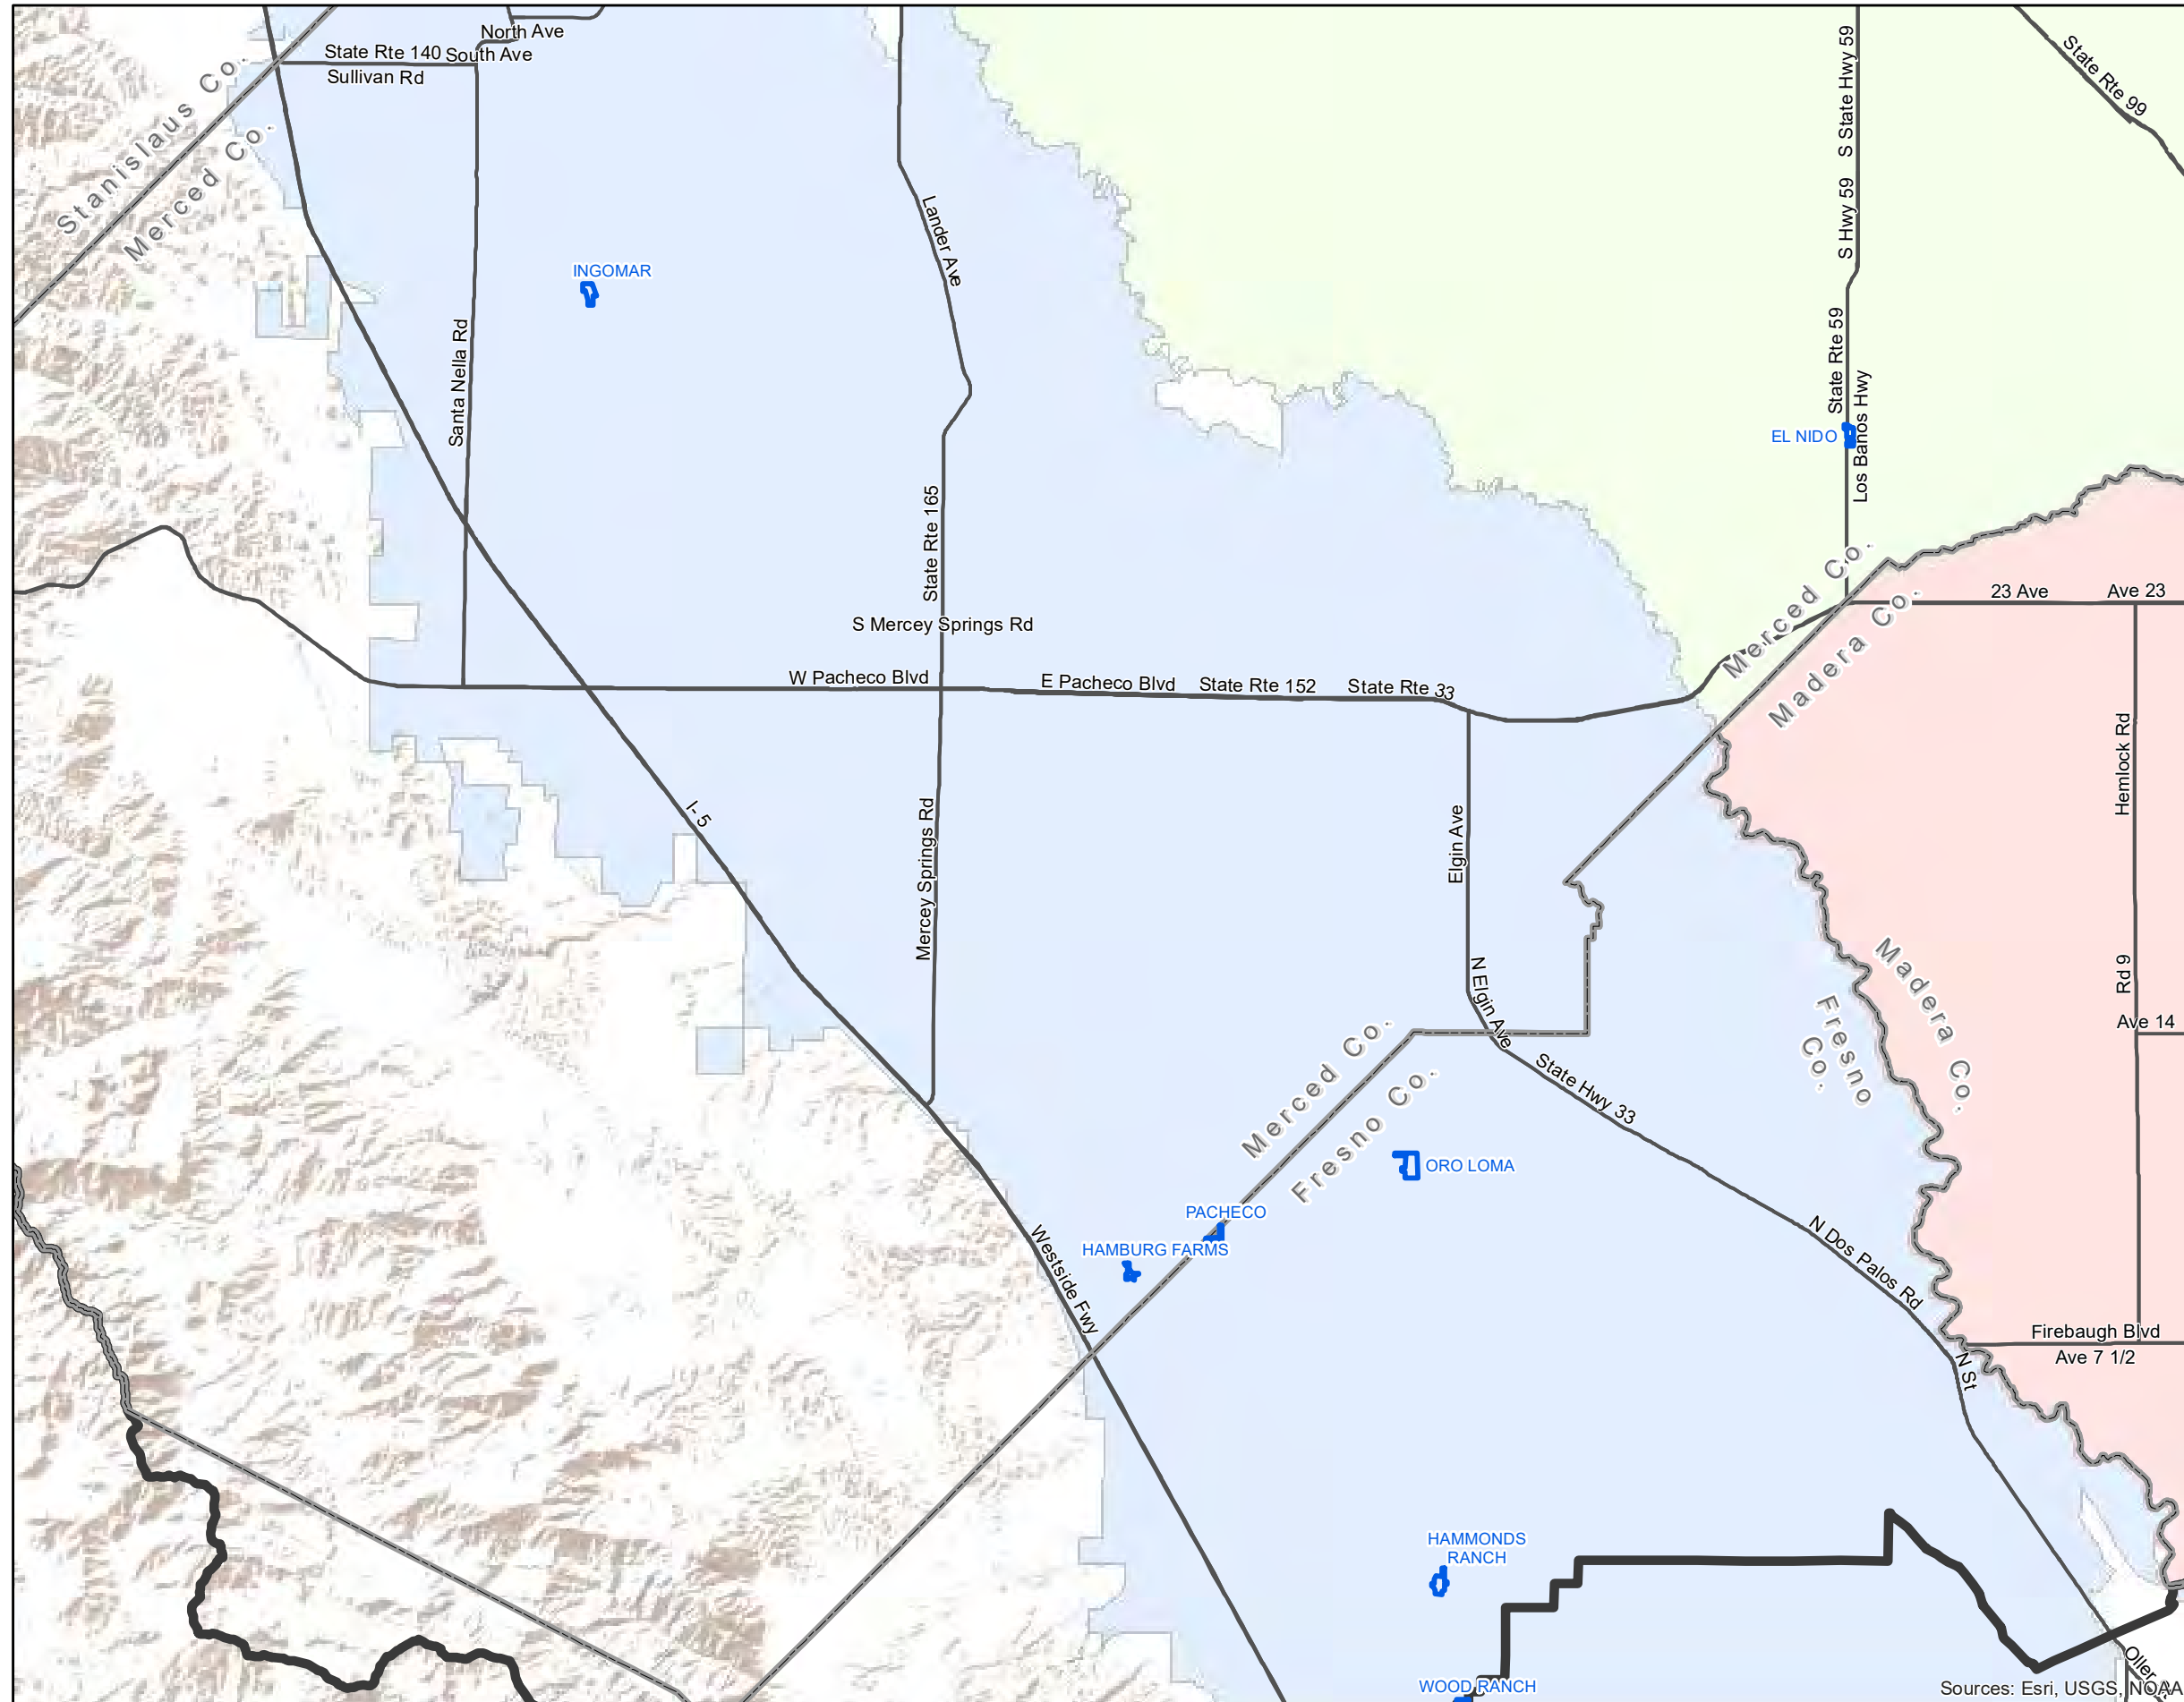 North Ave
State Rte 140 South Ave
Sullivan Rd
S State Hwy 59
State Rte 99
Stanislaus Co.
Merced Co.
S Hwy 59
Lander Ave
INGOMAR
Santa Nella Rd
State Rte 59
EL NIDO
Los Banos Hwy
State Rte 165
S Mercey Springs Rd
Merced Co.
Madera Co.
23 Ave
Ave 23
W Pacheco Blvd
E Pacheco Blvd
State Rte 152
State Rte 33
Hemlock Rd
I- 5
Mercey Springs Rd
Elgin Ave
N Elgin Ave
Rd 9
Madera Co.
Fresno
Co.
Ave 14
Merced Co.
Fresno Co.
State Hwy 33
ORO LOMA
PACHECO
HAMBURG FARMS
Westside Fwy
N Dos Palos Rd
Firebaugh Blvd
Ave 7 1/2
N St
HAMMONDS
RANCH
WOOD RANCH
Oller
Sources: Esri, USGS, NOAA